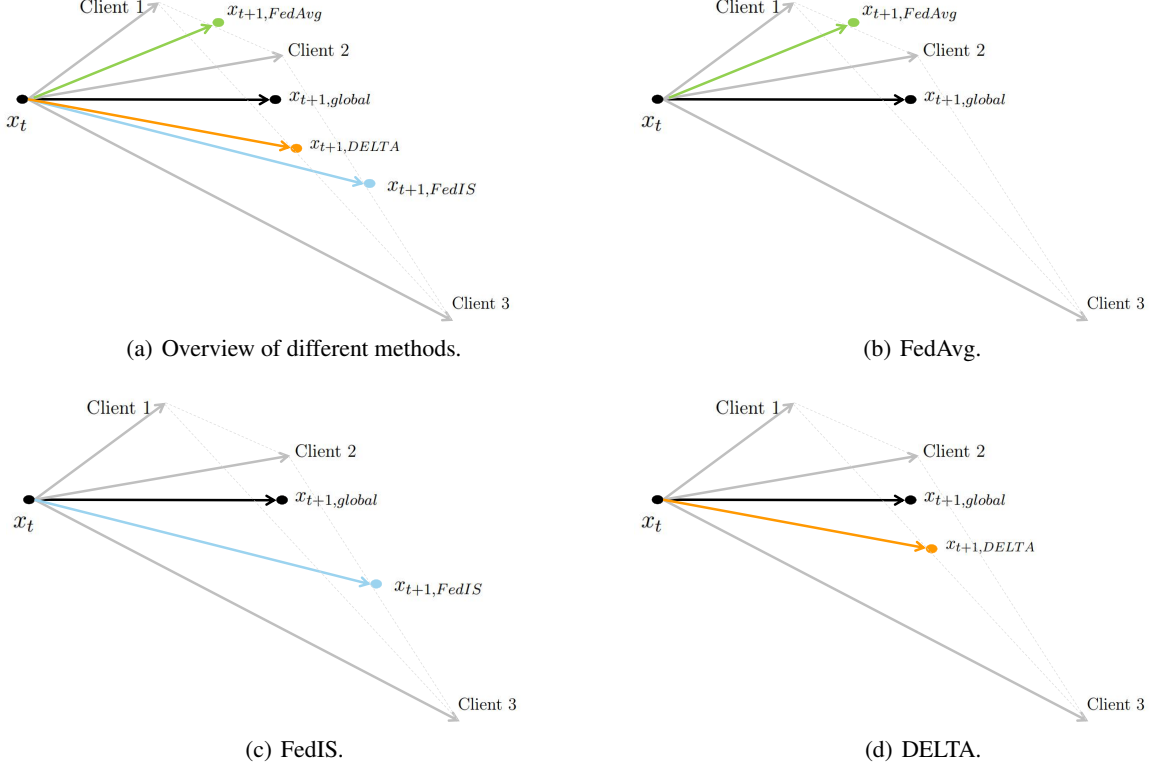 Client 1
x_{t+1,FedAvg}
Client 2
x_{t+1,global}
x_t
x_{t+1,DELTA}
x_{t+1,FedIS}
Client 3
(a) Overview of different methods.
Client 1
x_{t+1,FedAvg}
Client 2
x_{t+1,global}
x_t
Client 3
(b) FedAvg.
Client 1
Client 2
x_{t+1,global}
x_t
x_{t+1,FedIS}
Client 3
(c) FedIS.
Client 1
Client 2
x_{t+1,global}
x_t
x_{t+1,DELTA}
Client 3
(d) DELTA.